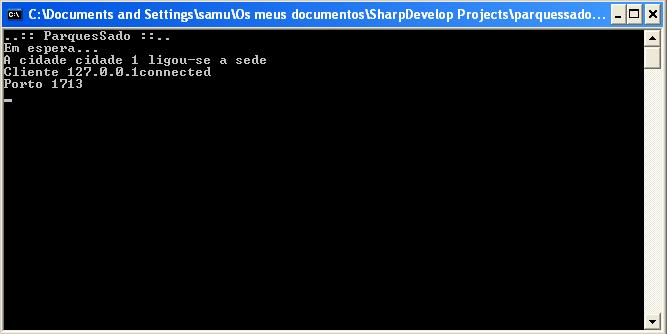 C:\Documents and Settings\samu\Os meus documentos\SharpDevelop Projects\parquessado...
..:: ParquesSado ::..
Em espera...
A cidade cidade 1 ligou-se a sede
Cliente 127.0.0.1connected
Porto 1713